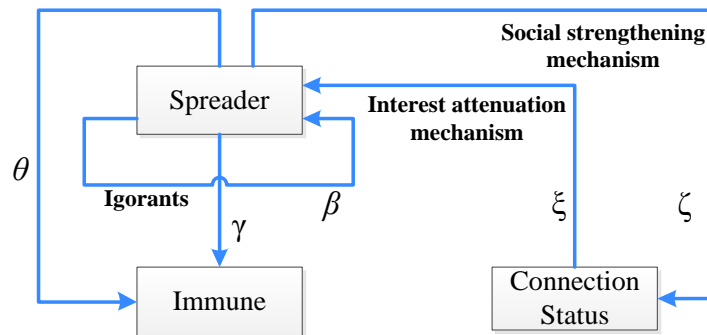 Social strengthening
mechanism
Spreader
Interest attenuation
mechanism
θ
Igorants
β
γ
ξ
ζ
Immune
Connection
Status